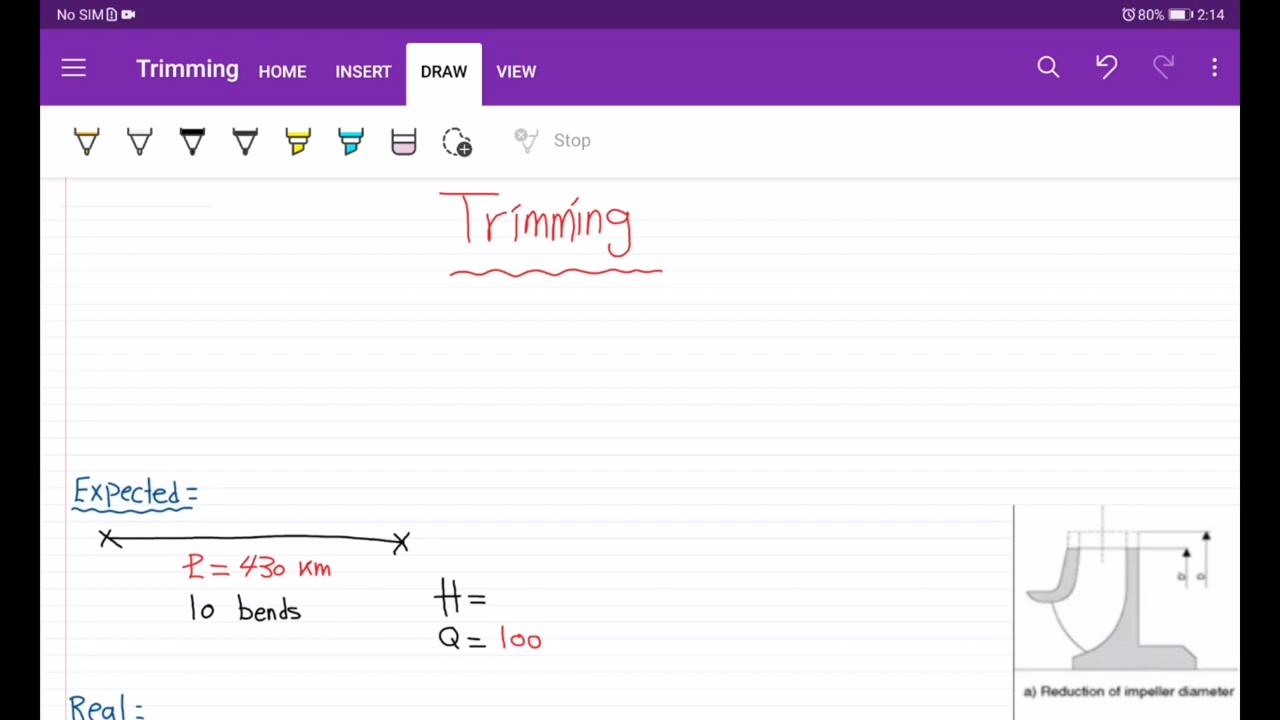 No SIM 80% 2:14
Trimming HOME INSERT DRAW VIEW
Stop
Trimming
Expected=
L = 430 Km
10 bends
H =
Q = 100
a) Reduction of impeller diameter
Real =